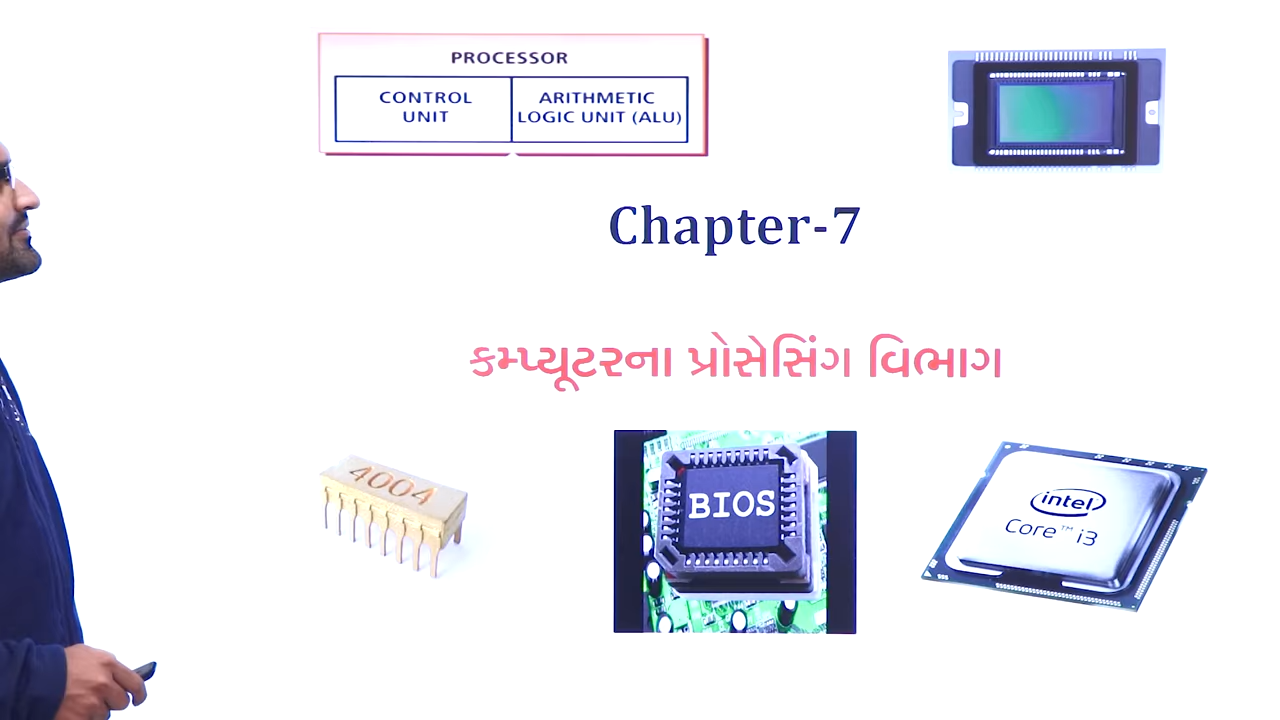 PROCESSOR
CONTROL
UNIT
ARITHMETIC
LOGIC UNIT (ALU)
Chapter-7
કમ્પ્યૂટરના પ્રોસેસિંગ વિભાગ
4004
BIOS
intel
Core™ i3